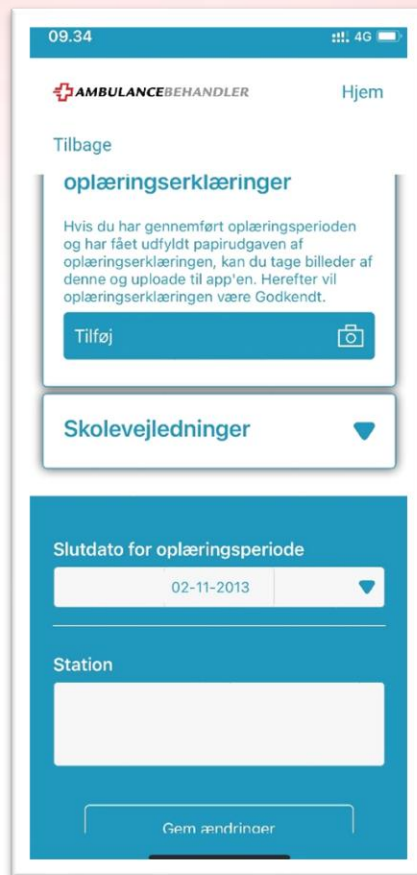 09.34
4G
AMBULANCEBEHANDLER
Hjem
Tilbage
oplæringserklæringer
Hvis du har gennemført oplæringsperioden
og har fået udfyldt papirudgaven af
oplæringserklæringen, kan du tage billeder af
denne og uploade til app'en. Herefter vil
oplæringserklæringen være Godkendt.
Tilføj
Skolevejledninger
Slutdato for oplæringsperiode
02-11-2013
Station
Gem ændringer